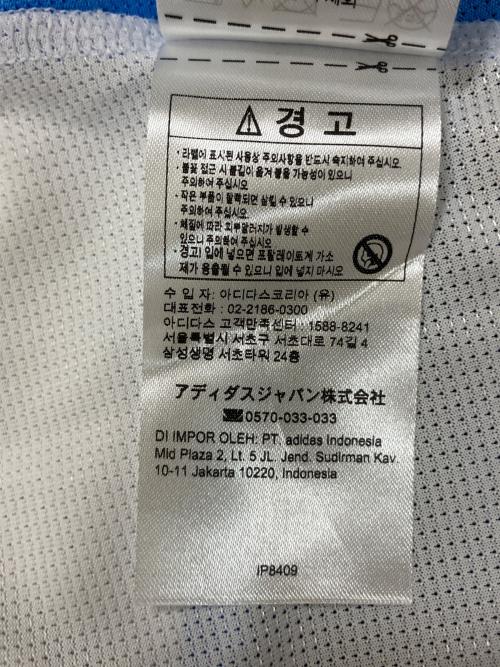 ⚠ 경 고
· 라벨에 표시된 사용상 주의사항을 반드시 숙지하여 주십시오
· 불꽃 접근 시 불길이 옮겨 붙을 가능성이 있으니
주의하여 주십시오
· 작은 부품이 탈락되면 삼킬 수 있으니
주의하여 주십시오
· 체질에 따라 피부알러지가 발생할 수
있으니 주의하여 주십시오
· 경고! 입에 넣으면 프탈레이트계 가소
제가 용출될 수 있으니 입에 넣지 마시오
수 입 자: 아디다스코리아 (유)
대표전화 : 02-2186-0300
아디다스 고객만족센터 : 1588-8241
서울특별시 서초구 서초대로 74길 4
삼성생명 서초타워 24층
アディダスジャパン株式会社
0570-033-033
DI IMPOR OLEH: PT. adidas Indonesia
Mid Plaza 2, Lt. 5 JL. Jend. Sudirman Kav.
10-11 Jakarta 10220, Indonesia
IP8409